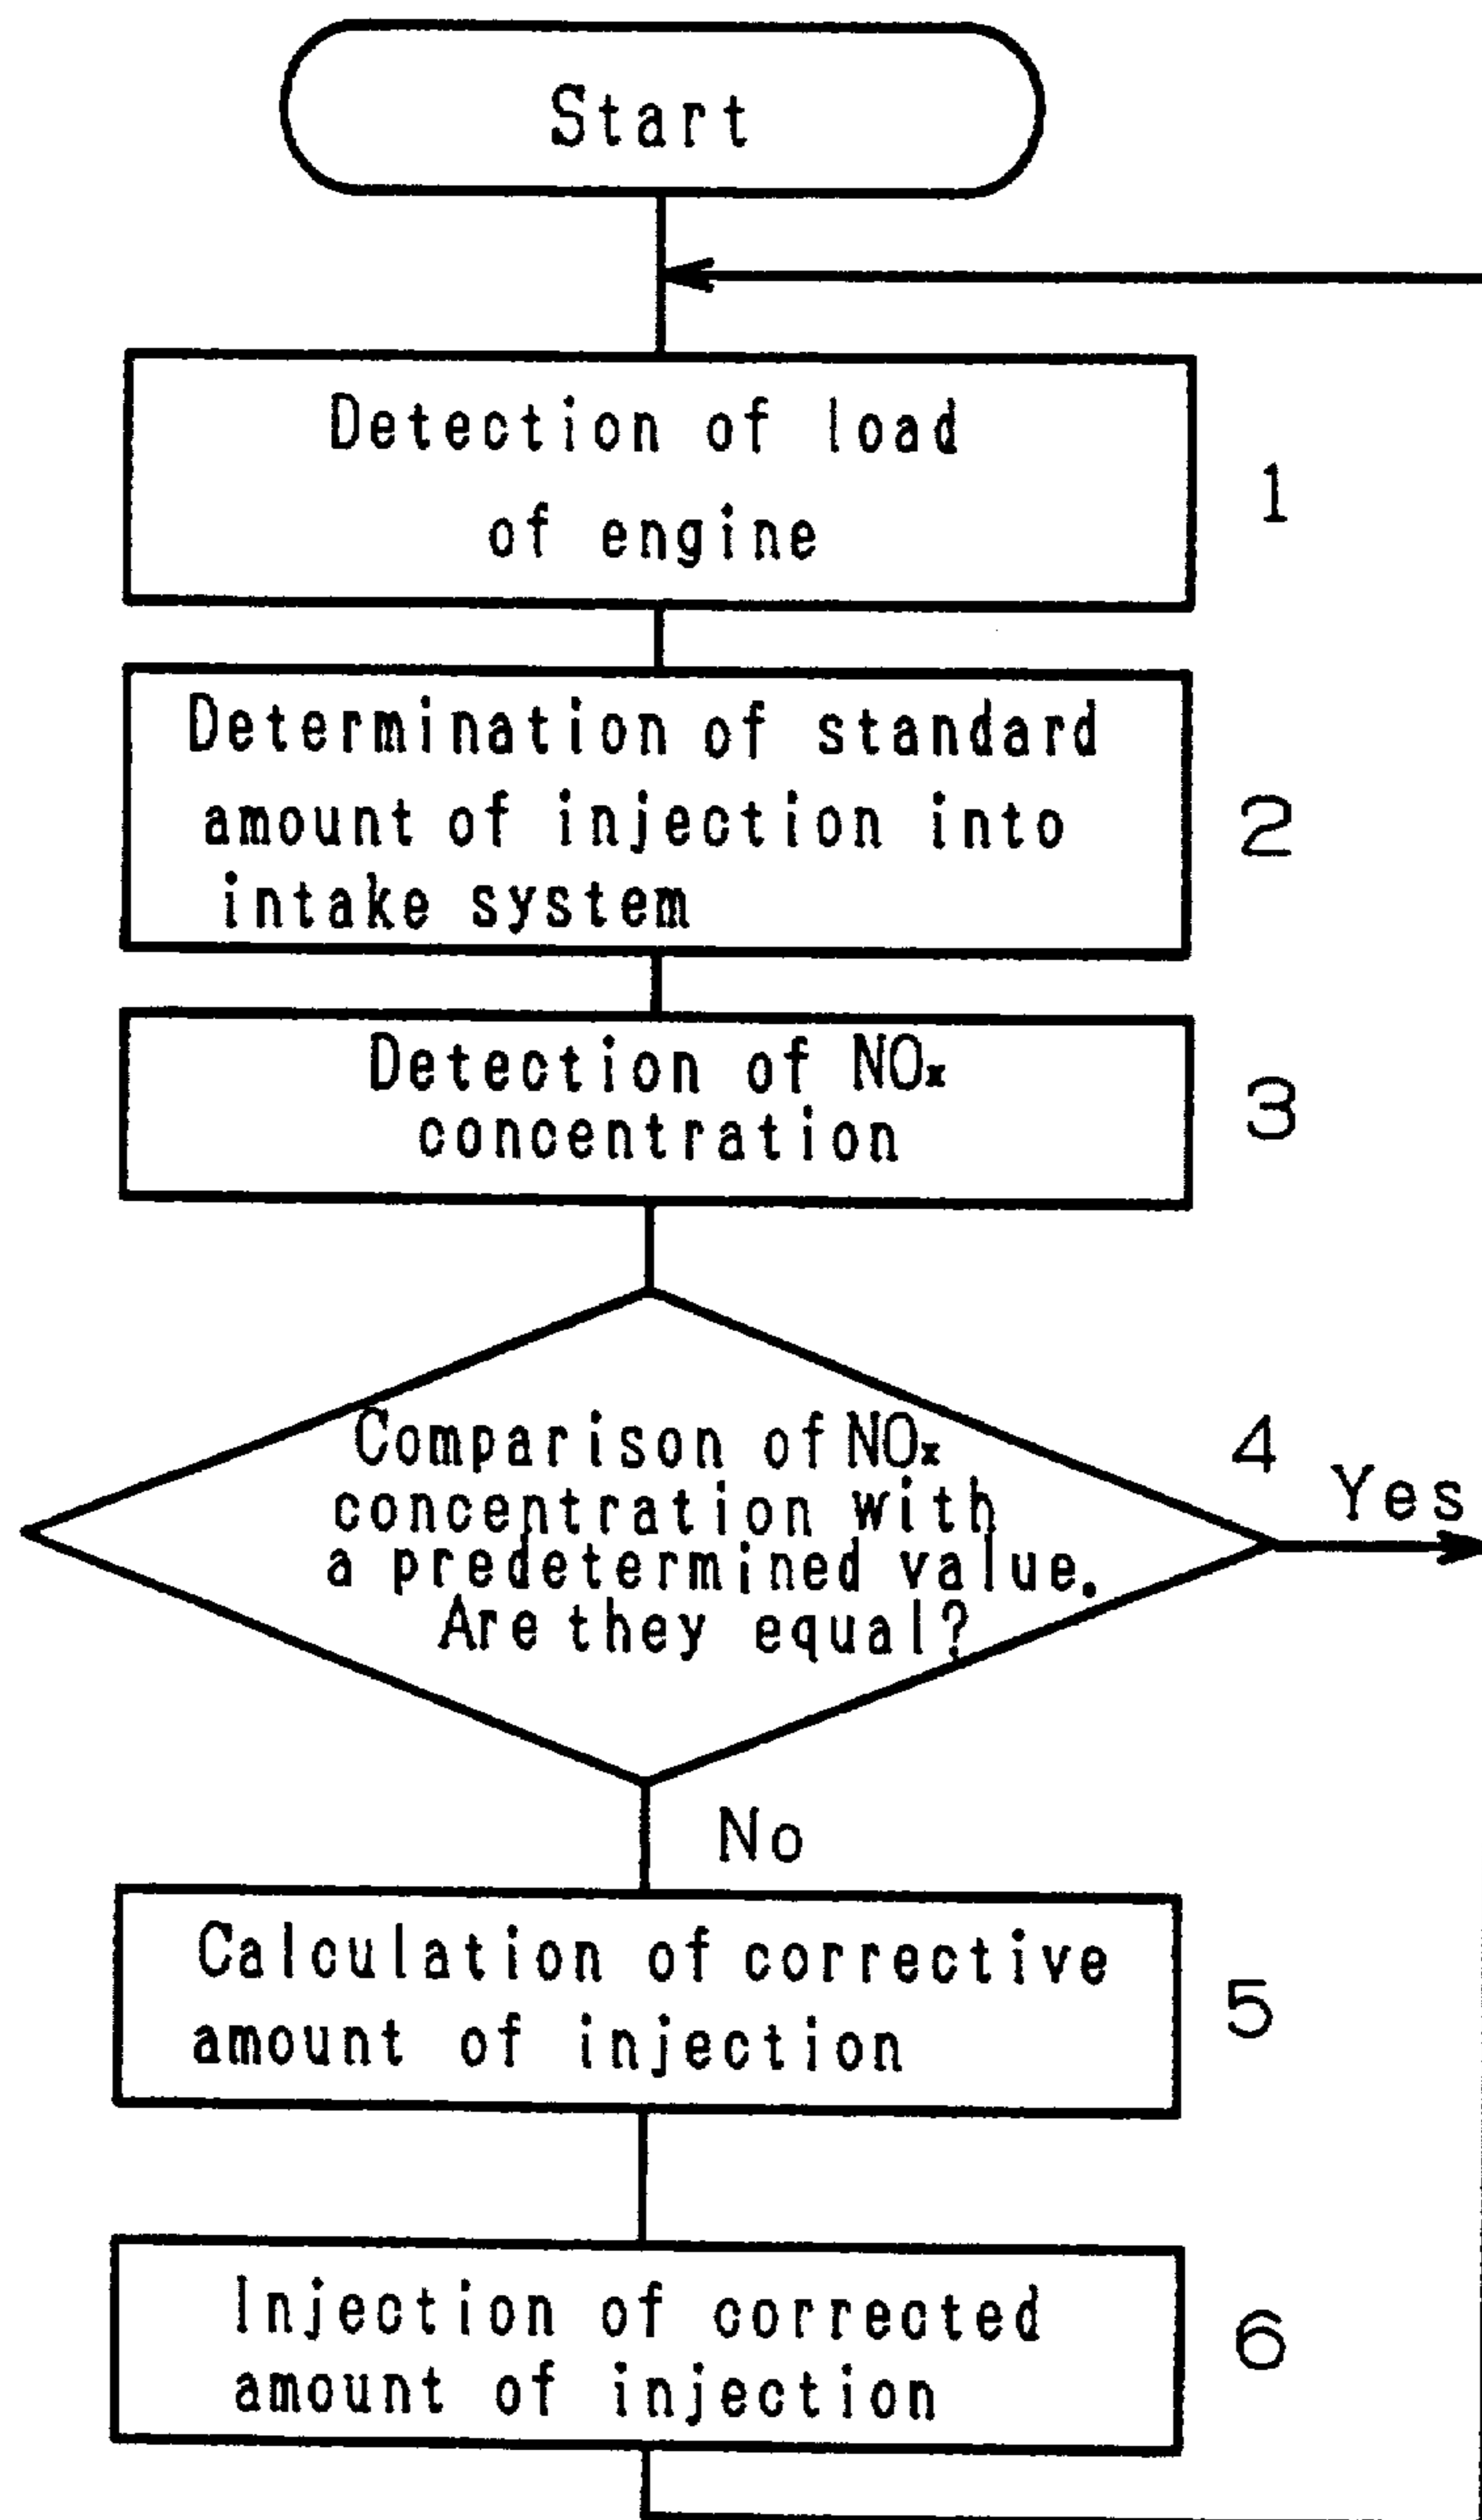 Start
Detection of load
of engine
1
Determination of standard
amount of injection into
intake system
2
Detection of NOx
concentration
3
Comparison of NOx
concentration with
a predetermined value.
Are they equal?
4
Yes
No
Calculation of corrective
amount of injection
5
Injection of corrected
amount of injection
6